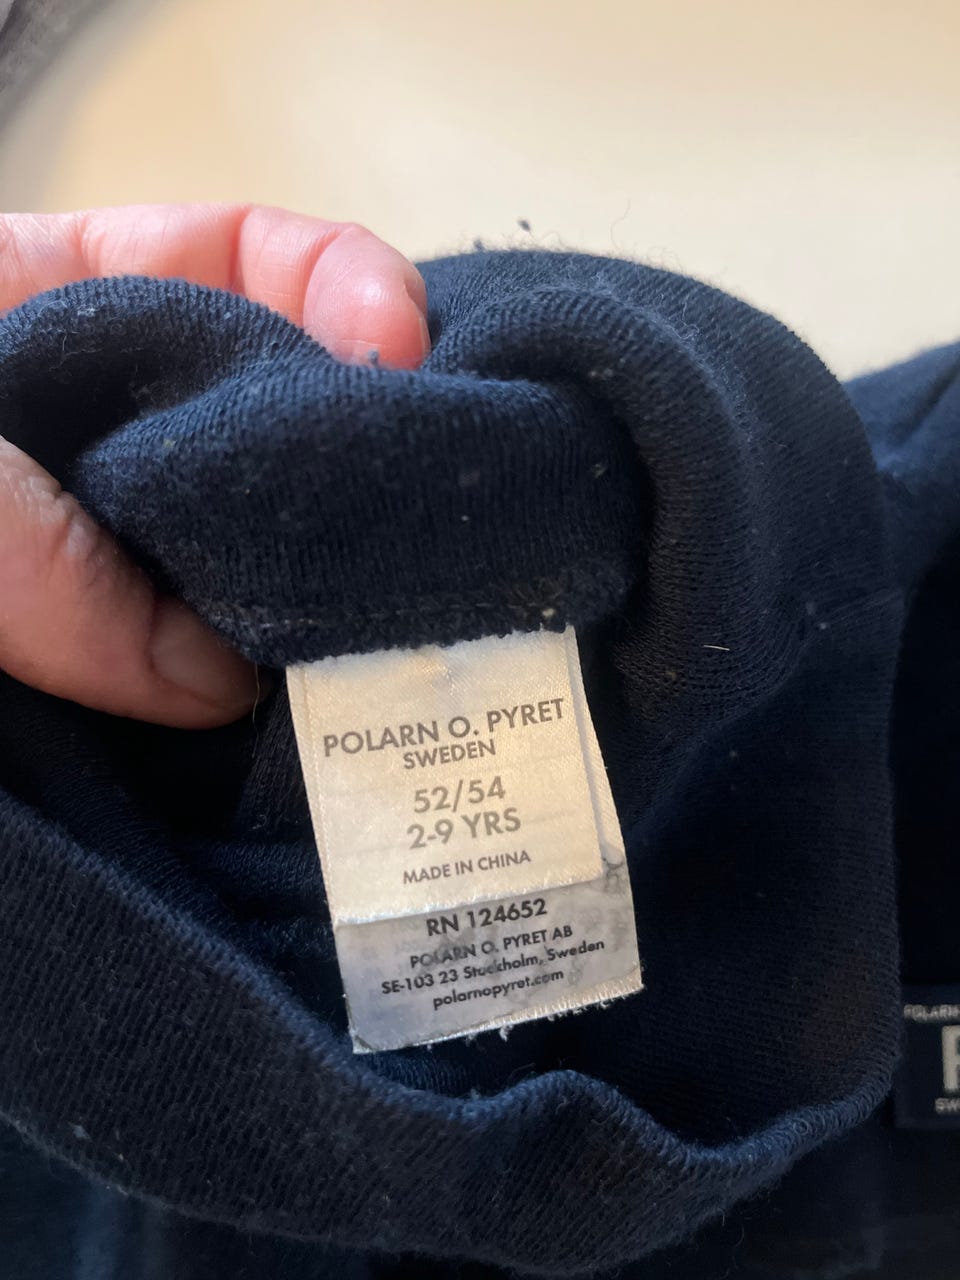 POLARN O. PYRET
SWEDEN
52/54
2-9 YRS
MADE IN CHINA
RN 124652
POLARN O. PYRET AB
SE-103 23 Stockholm, Sweden
polarnopyret.com
POLARN